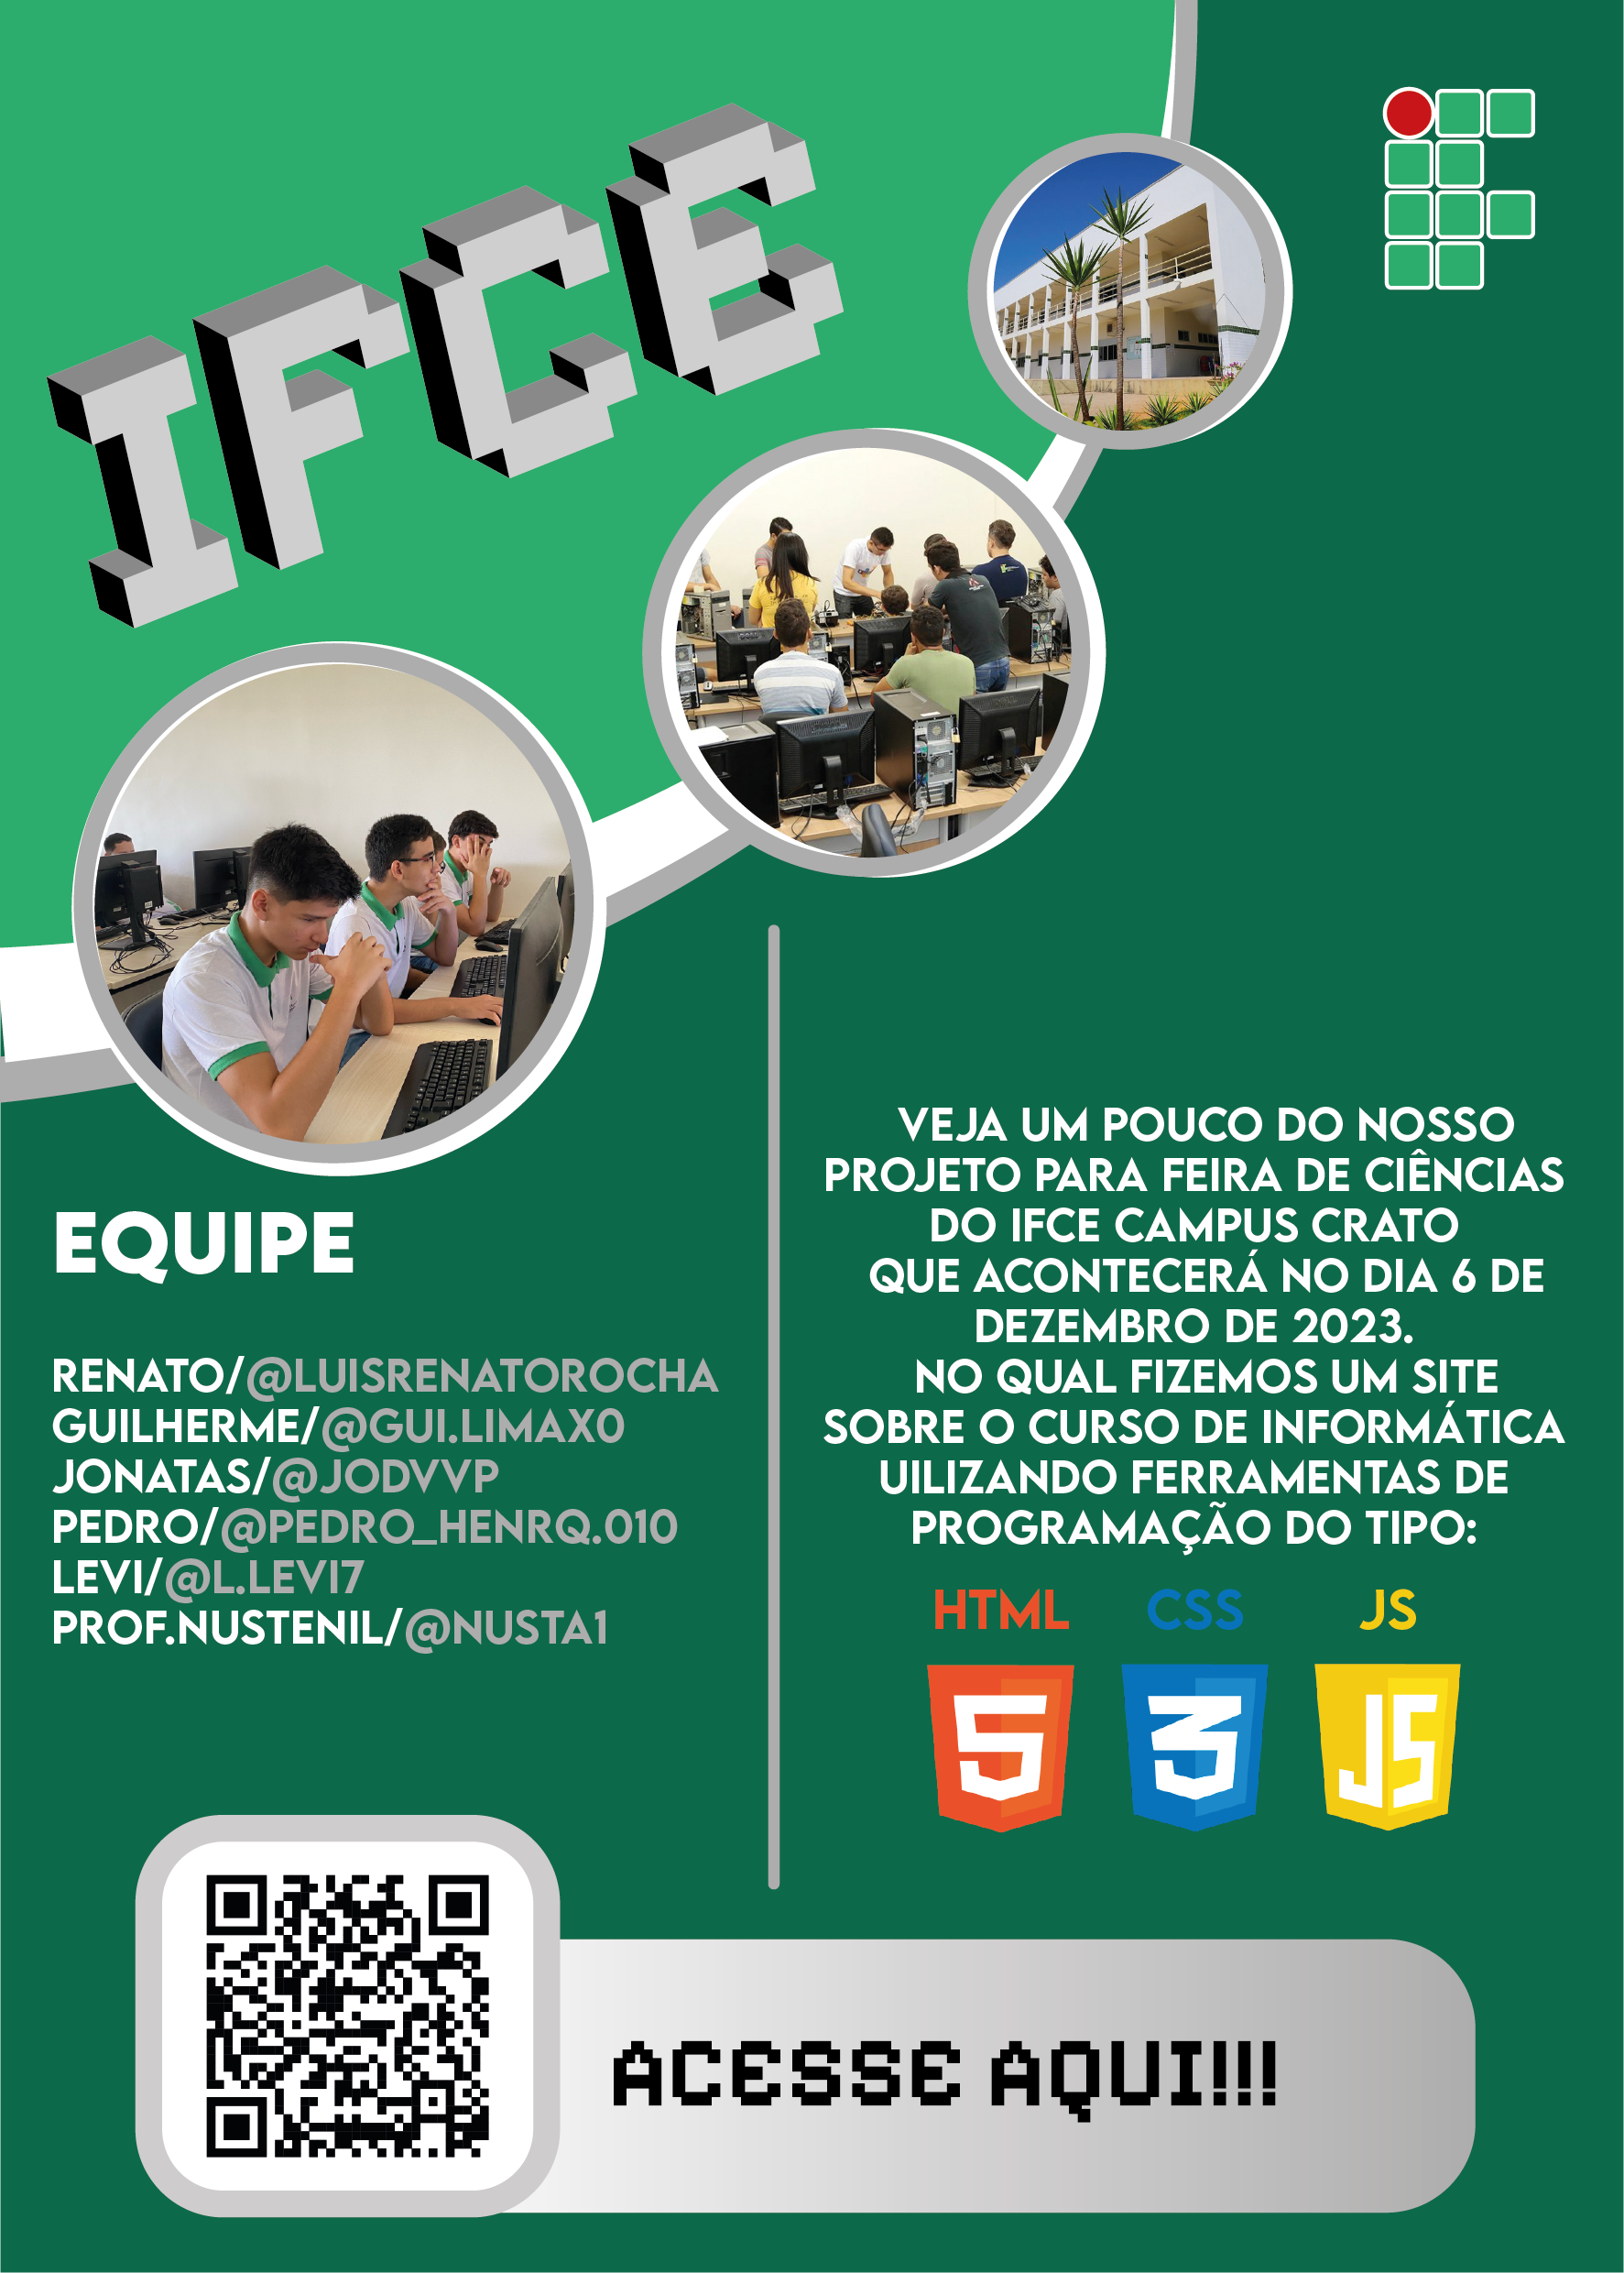 IFCE
EQUIPE
RENATO/@LUISRENATOROCHA
GUILHERME/@GUI.LIMAX0
JONATAS/@JODVVP
PEDRO/@PEDRO_HENRQ.010
LEVI/@L.LEVI7
PROF.NUSTENIL/@NUSTA1
VEJA UM POUCO DO NOSSO
PROJETO PARA FEIRA DE CIÊNCIAS
DO IFCE CAMPUS CRATO
QUE ACONTECERÁ NO DIA 6 DE
DEZEMBRO DE 2023.
NO QUAL FIZEMOS UM SITE
SOBRE O CURSO DE INFORMÁTICA
UILIZANDO FERRAMENTAS DE
PROGRAMAÇÃO DO TIPO:
HTML CSS JS
5 3 JS
ACESSE AQUI!!!